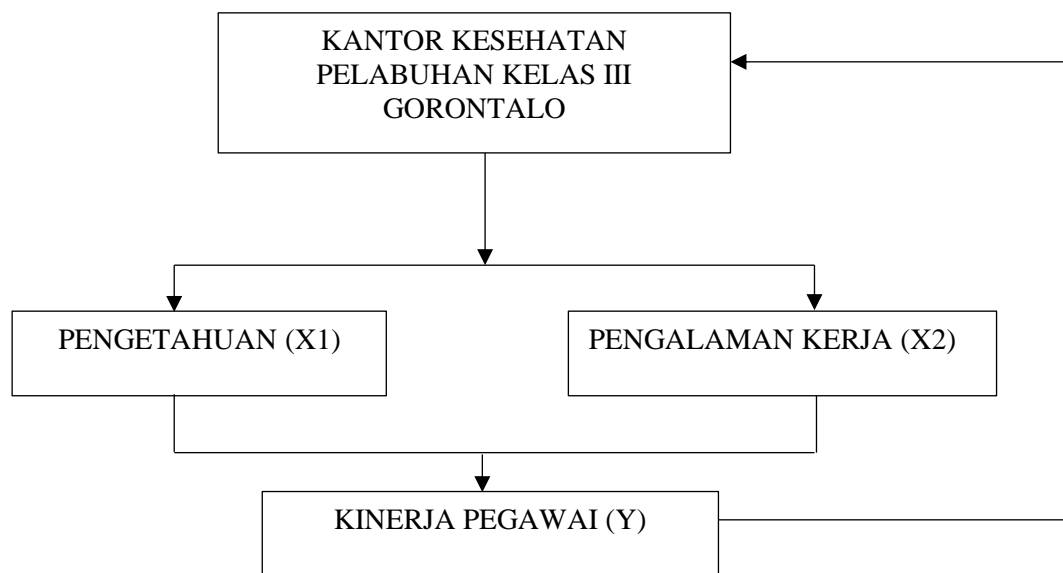 KANTOR KESEHATAN
PELABUHAN KELAS III
GORONTALO
PENGETAHUAN (X1)
PENGALAMAN KERJA (X2)
KINERJA PEGAWAI (Y)